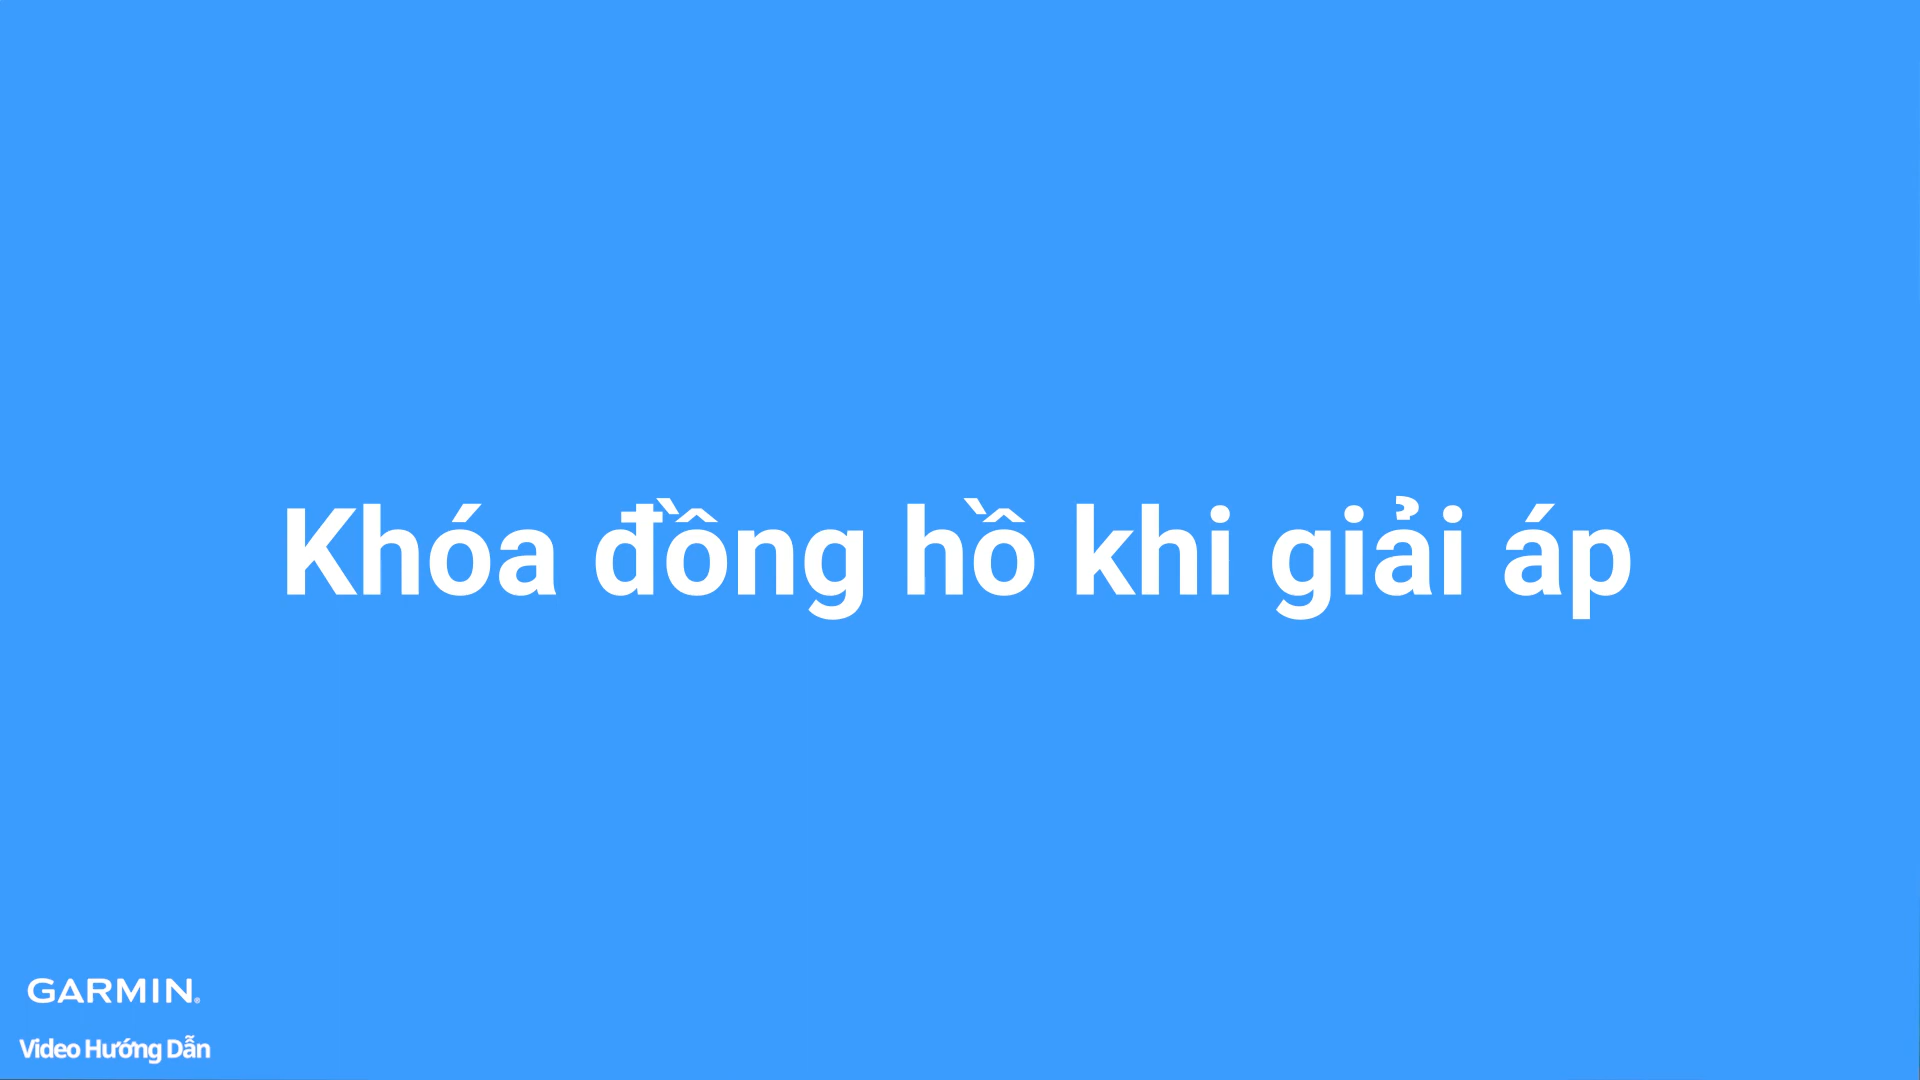 Khóa đồng hồ khi giải áp
GARMIN®
Video Hướng Dẫn